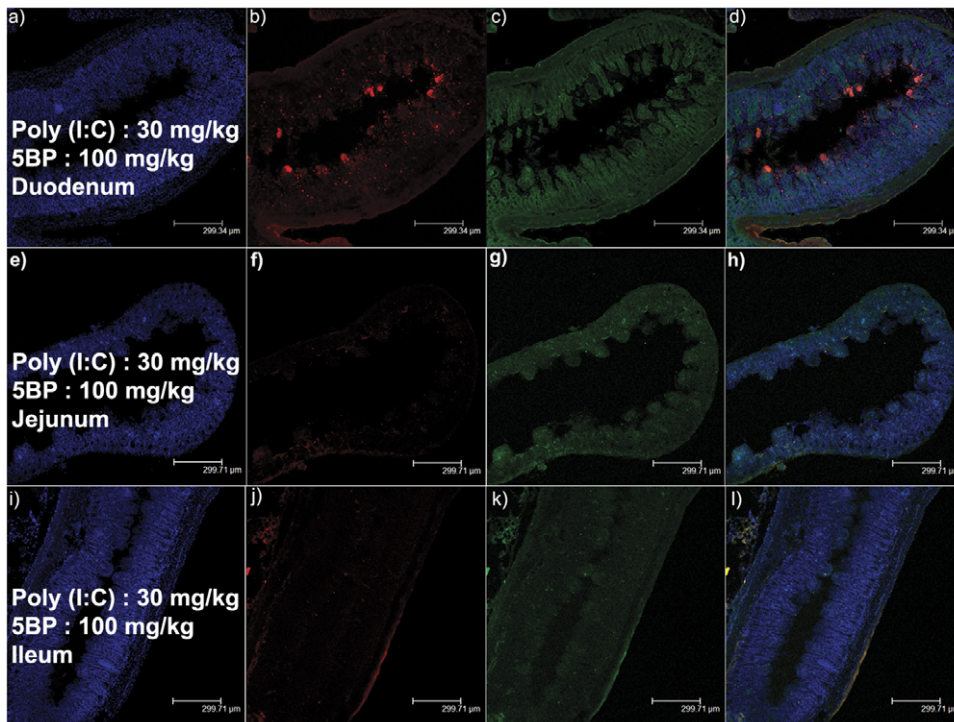 a)
b)
c)
d)
Poly (I:C) : 30 mg/kg
5BP : 100 mg/kg
Duodenum
299.34 µm
299.34 µm
299.34 µm
299.34 µm
e)
f)
g)
h)
Poly (I:C) : 30 mg/kg
5BP : 100 mg/kg
Jejunum
299.71 µm
299.71 µm
299.71 µm
299.71 µm
i)
j)
k)
l)
Poly (I:C) : 30 mg/kg
5BP : 100 mg/kg
Ileum
299.71 µm
299.71 µm
299.71 µm
299.71 µm